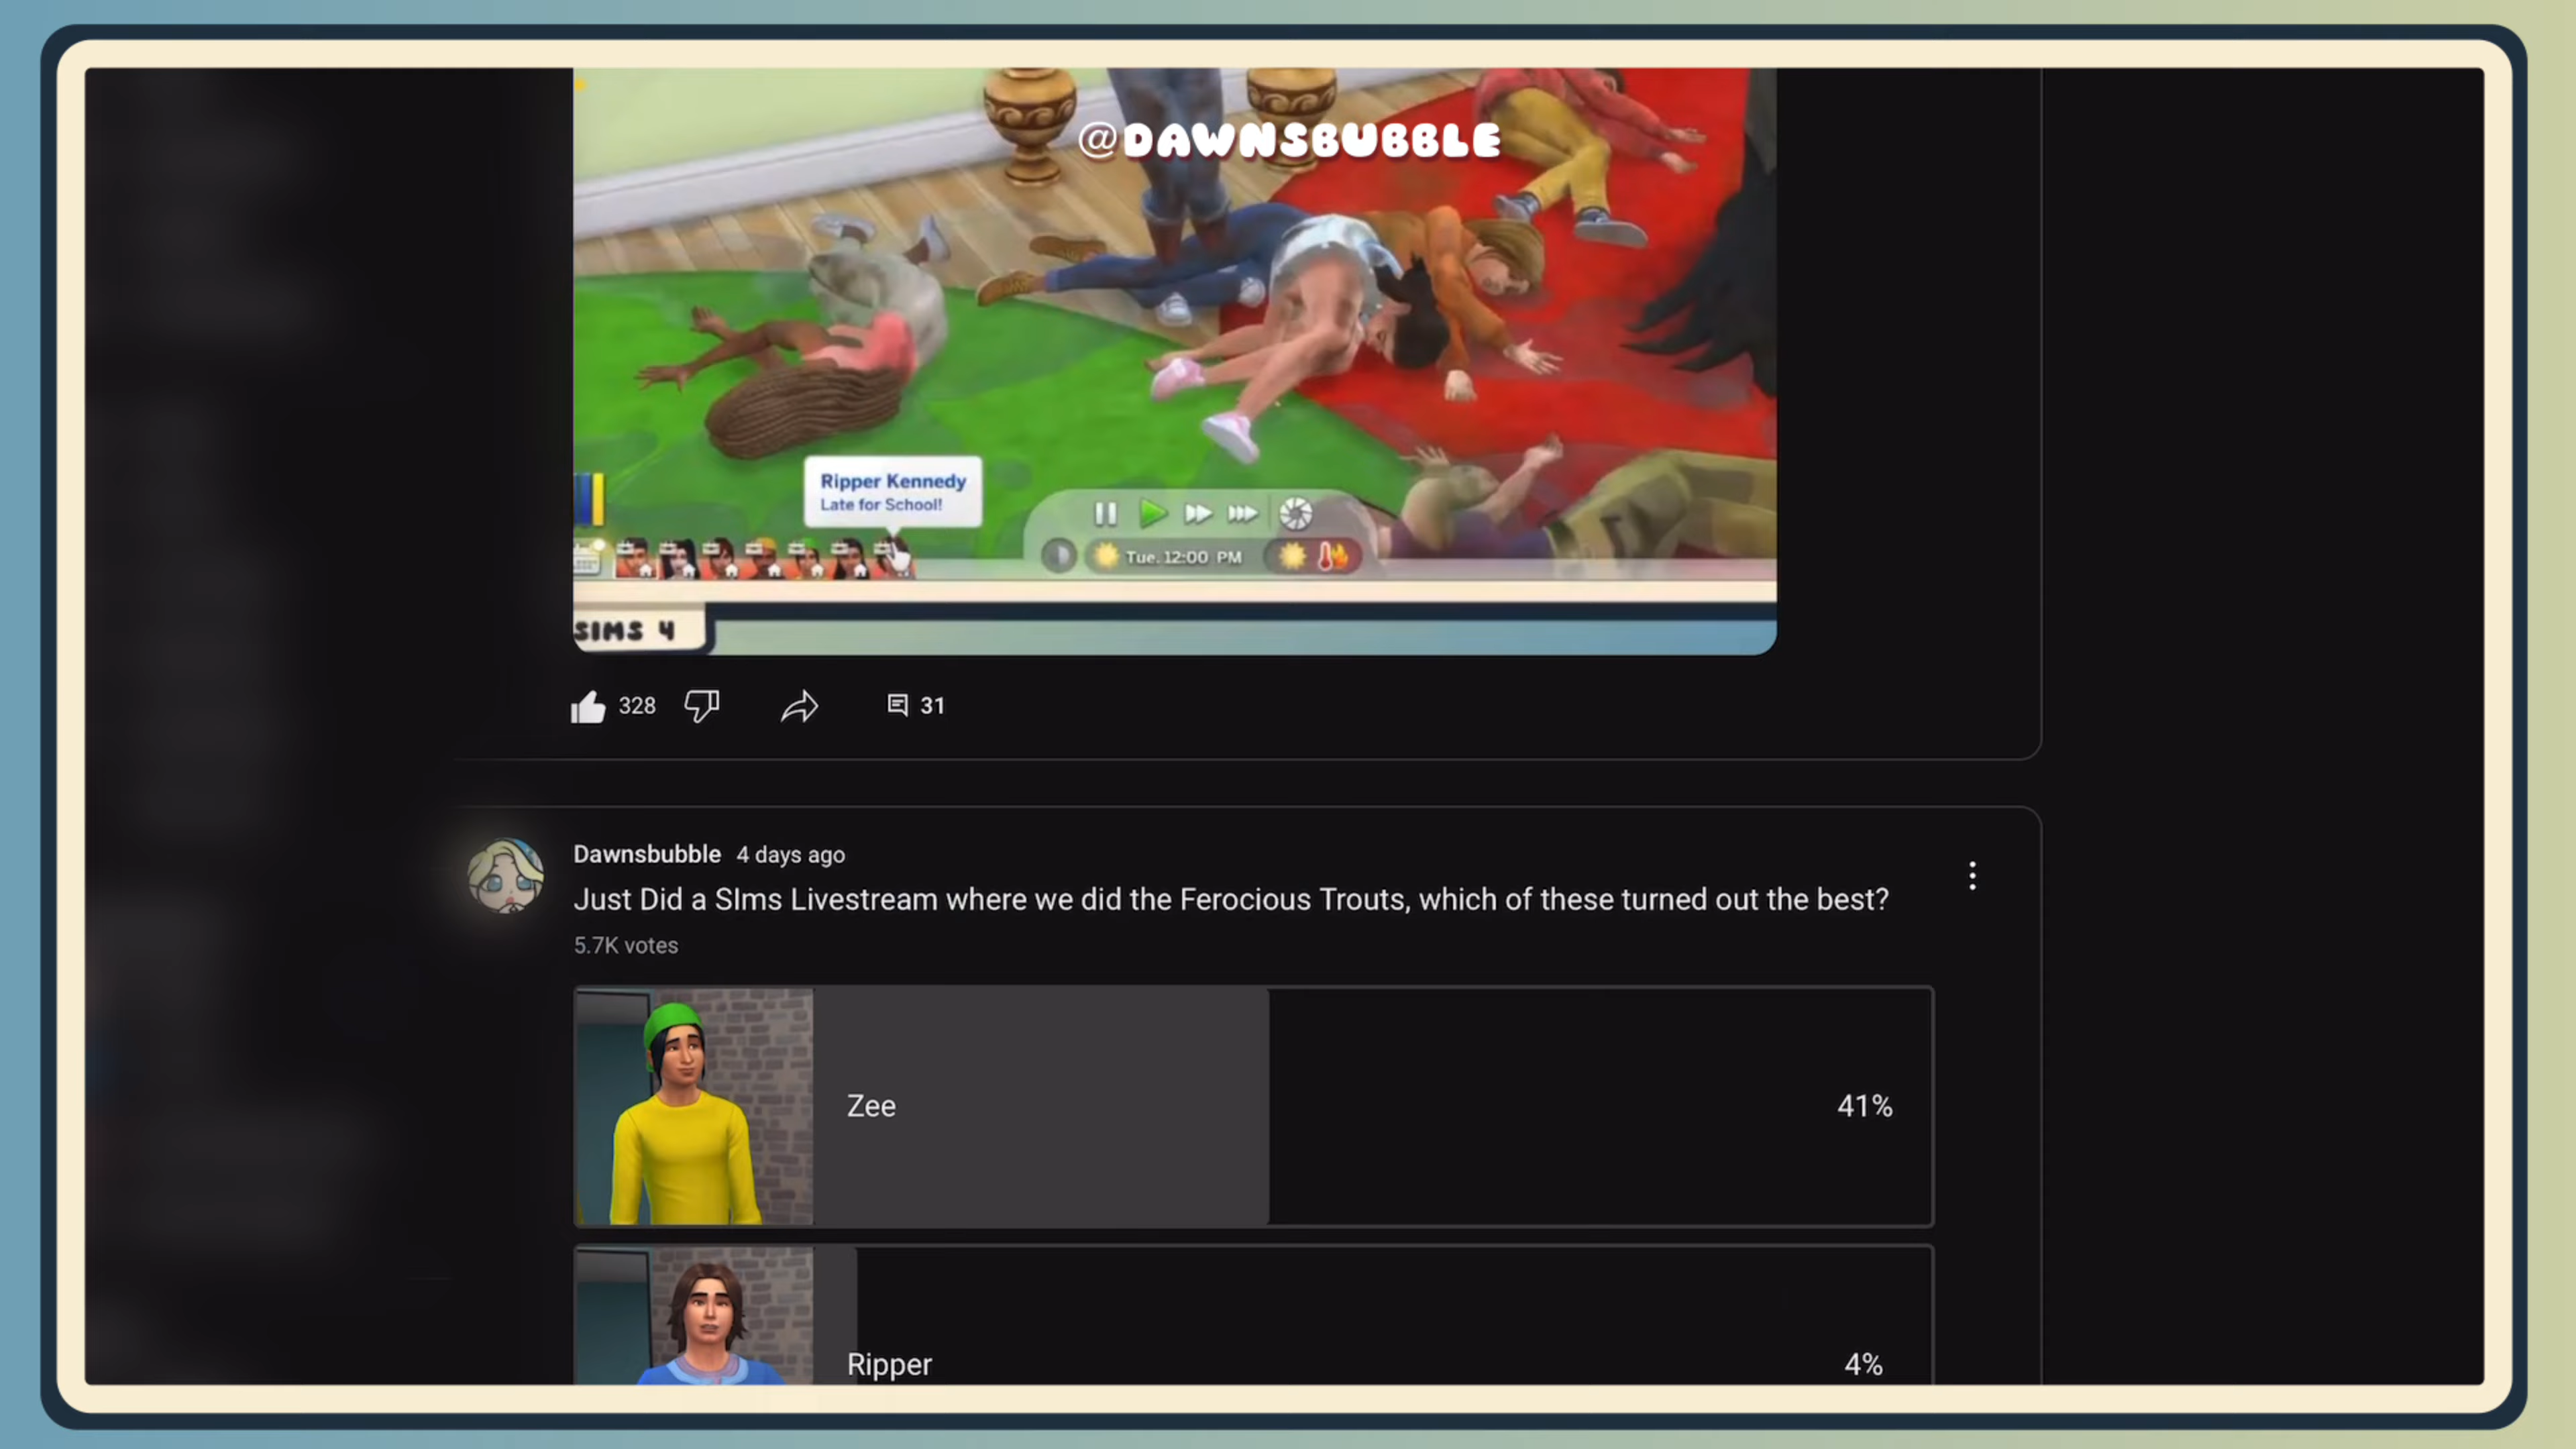 @DAWNSBUBBLE
Ripper Kennedy
Late for School!
Tue. 12:00 PM
SIMS 4
328
31
Dawnsbubble 4 days ago
Just Did a SIms Livestream where we did the Ferocious Trouts, which of these turned out the best?
5.7K votes
Zee 41%
Ripper 4%